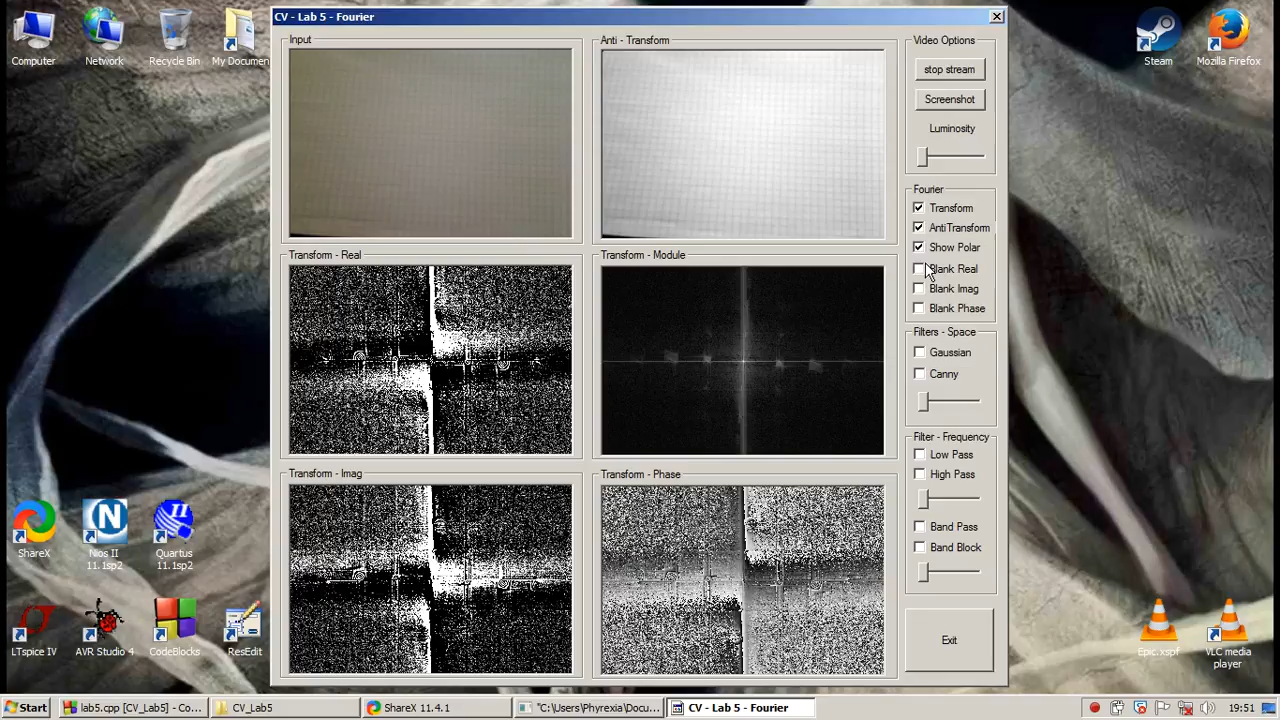 CV - Lab 5 - Fourier
Computer
Network
Recycle Bin
My Documen
Steam
Mozilla Firefox
Input
Anti - Transform
Video Options
stop stream
Screenshot
Luminosity
Fourier
Transform
AntiTransform
Show Polar
Blank Real
Blank Imag
Blank Phase
Transform - Real
Transform - Module
Filters - Space
Gaussian
Canny
Filter - Frequency
Low Pass
High Pass
Band Pass
Band Block
Transform - Imag
Transform - Phase
Exit
ShareX
Nios II
11.1sp2
Quartus
11.1sp2
LTspice IV
AVR Studio 4
CodeBlocks
ResEdit
Epic.xspf
VLC media
player
Start
lab5.cpp [CV_Lab5] - Co...
CV_Lab5
ShareX 11.4.1
"C:\Users\Phyrexia\Docu...
CV - Lab 5 - Fourier
19:51